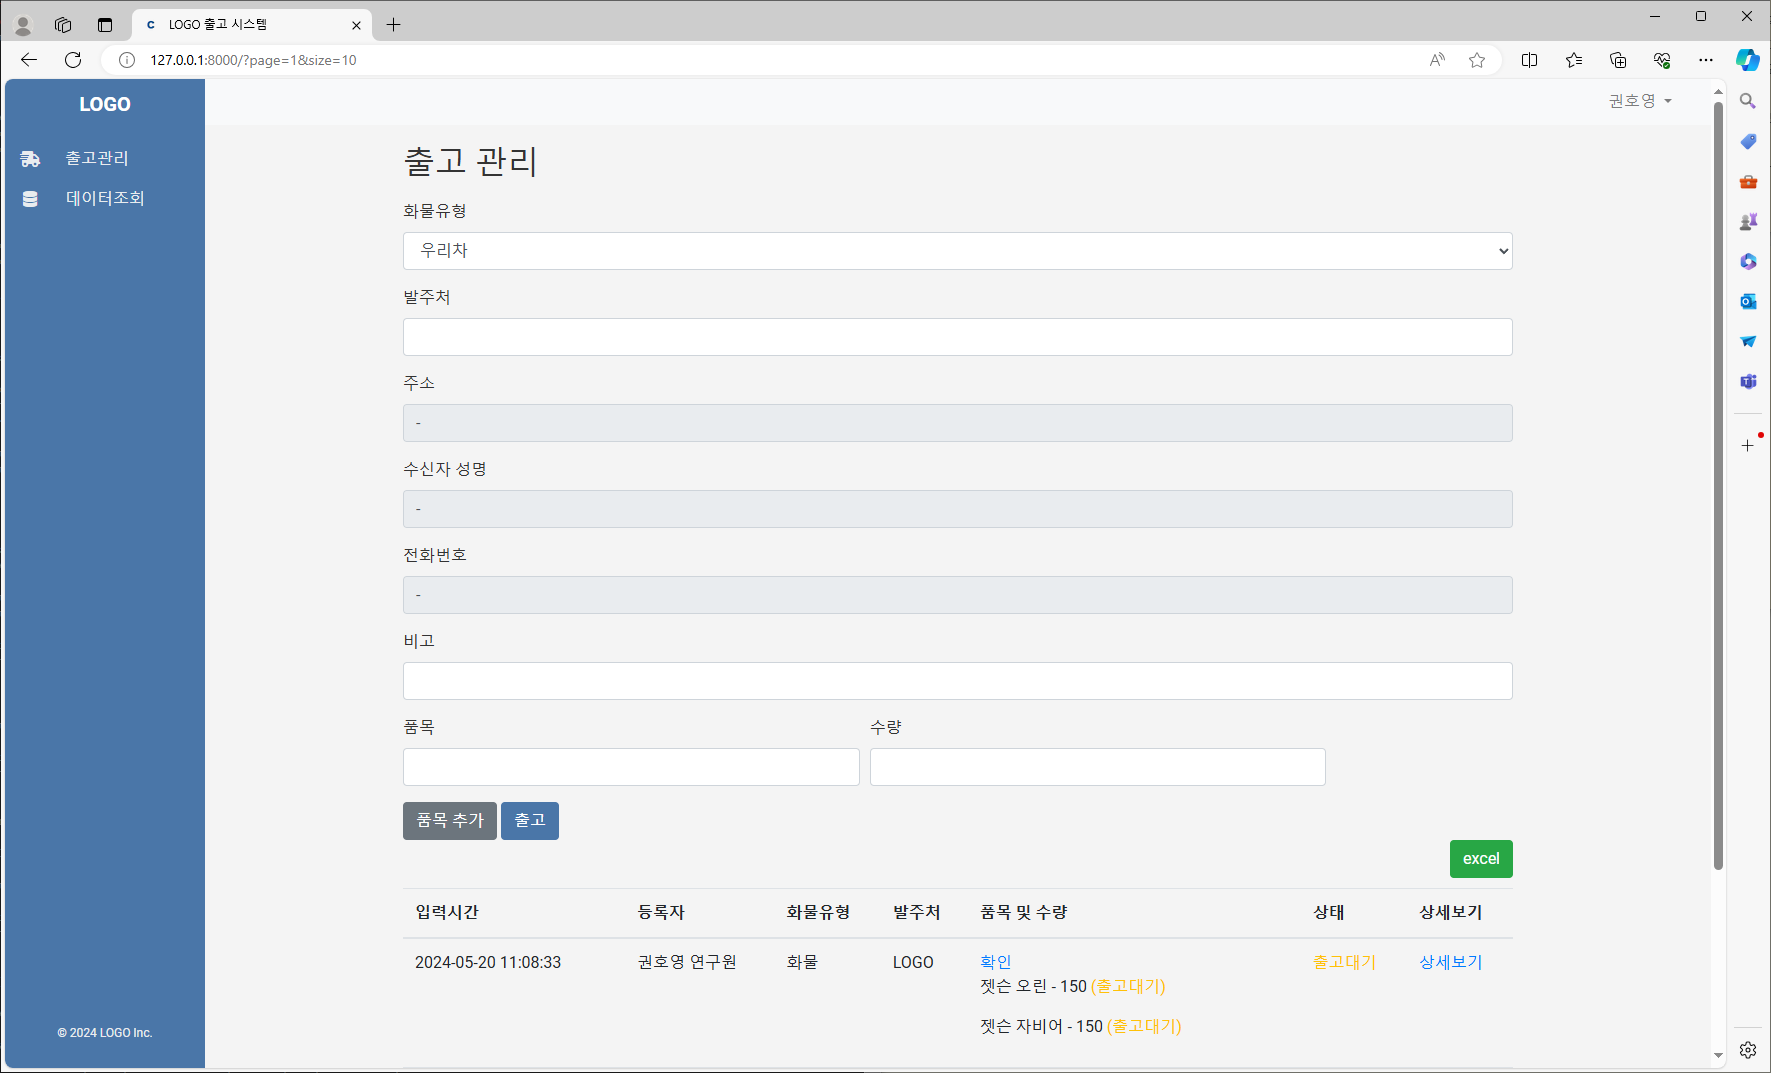 LOGO 출고 시스템
127.0.0.1:8000/?page=1&size=10
LOGO
권호영
출고관리
데이터조회
출고 관리
화물유형
우리차
발주처
주소
-
수신자 성명
-
전화번호
-
비고
품목 수량
품목 추가 출고
excel
입력시간 등록자 화물유형 발주처 품목 및 수량 상태 상세보기
2024-05-20 11:08:33 권호영 연구원 화물 LOGO 확인 출고대기 상세보기
젯슨 오린 - 150 (출고대기)
젯슨 자비어 - 150 (출고대기)
© 2024 LOGO Inc.